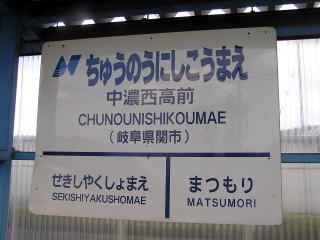 ちゅうのうにしこうまえ
中濃西高前
CHUNOUNISHIKOUMAE
(岐阜県関市)
せきしやくしょまえ
SEKISHIYAKUSHOMAE
まつもり
MATSUMORI